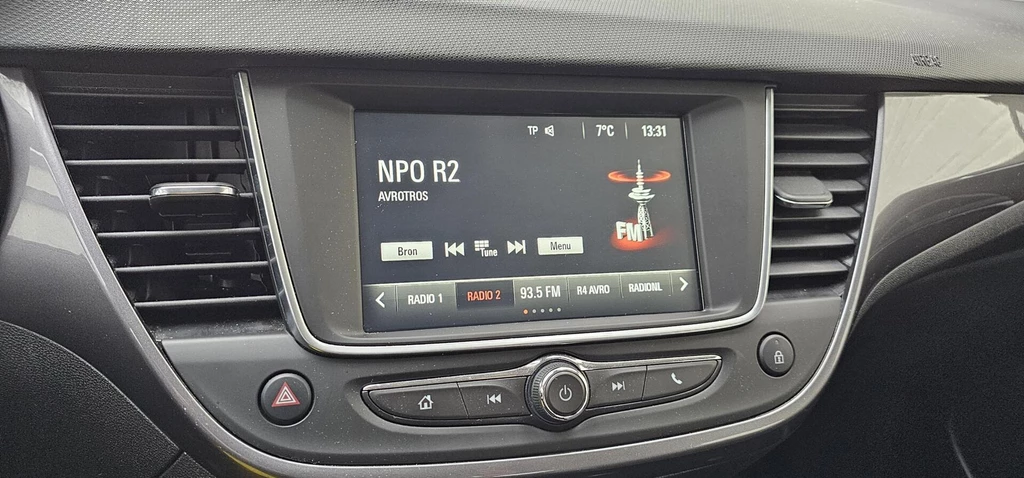 AIRBAG
TP 7°C 13:31
NPO R2
AVROTROS
FM
Bron Tune Menu
RADIO 1 RADIO 2 93.5 FM R4 AVRO RADIONL